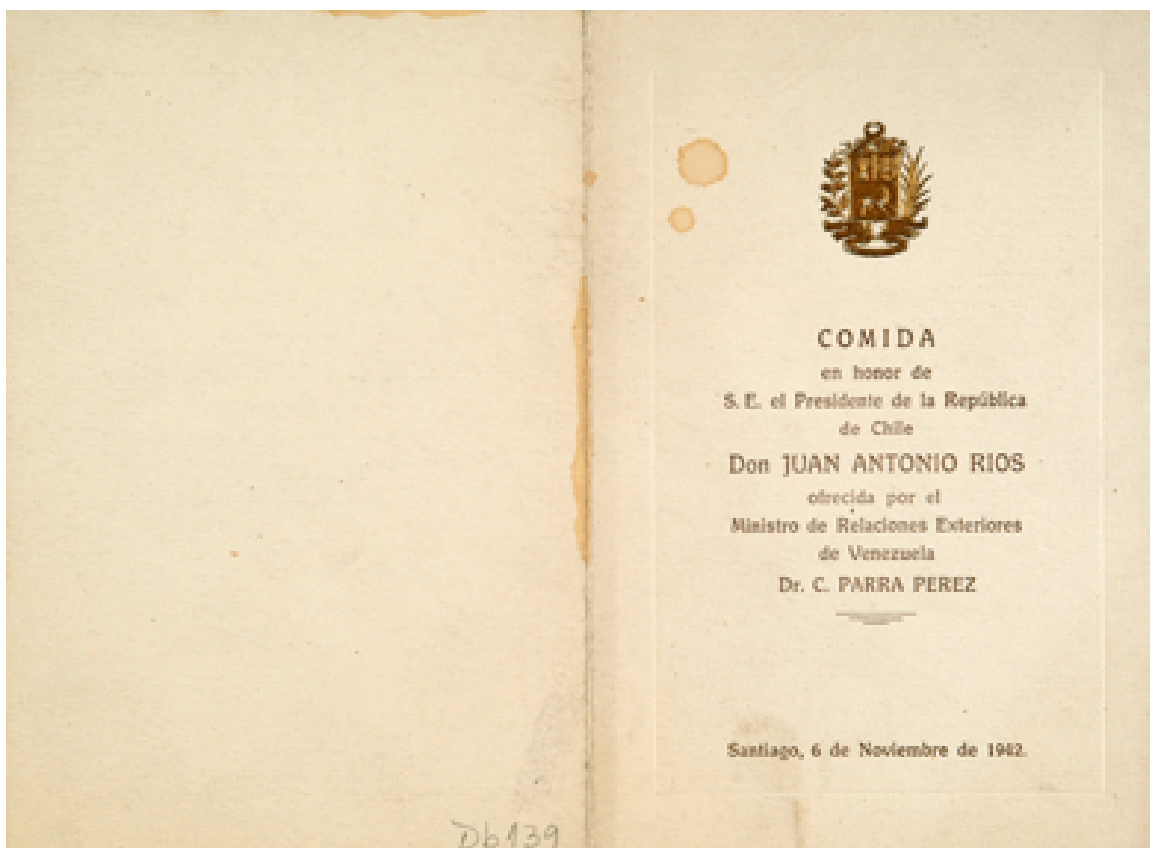 COMIDA
en honor de
S. E. el Presidente de la República
de Chile
Don JUAN ANTONIO RIOS
ofrecida por el
Ministro de Relaciones Exteriores
de Venezuela
Dr. C. PARRA PEREZ
Santiago, 6 de Noviembre de 1942.
Db139